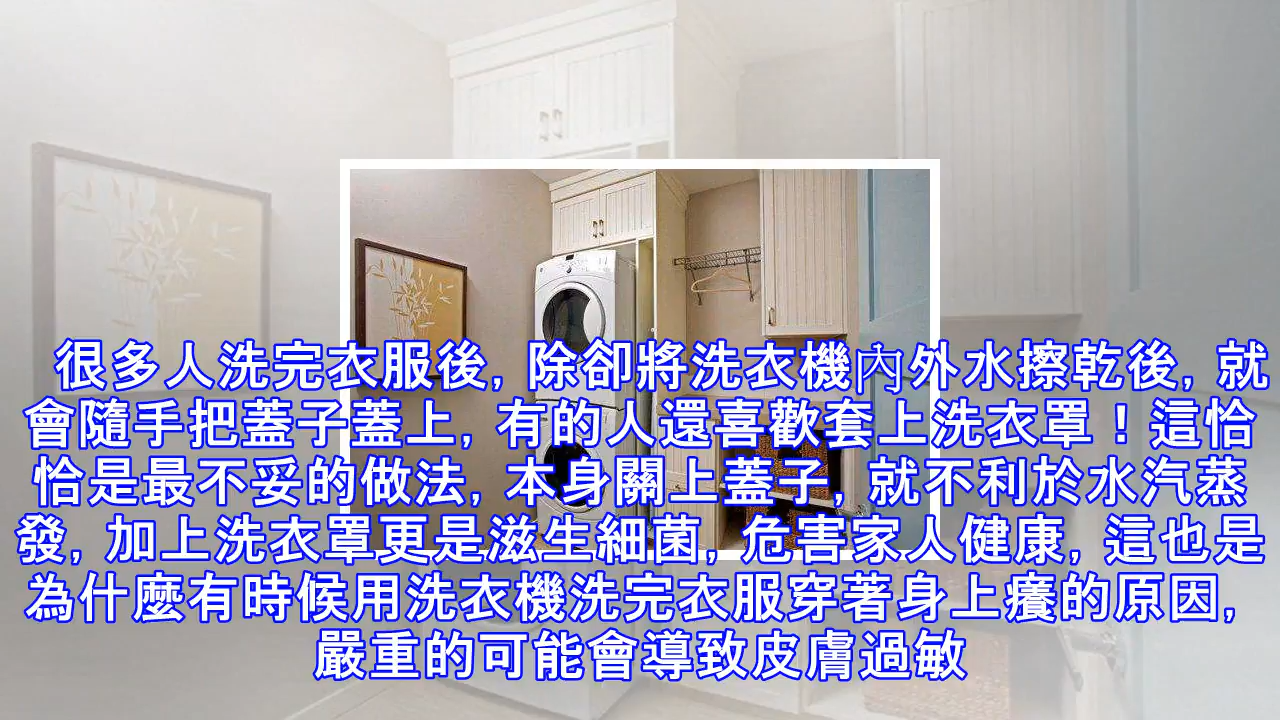 很多人洗完衣服後, 除卻將洗衣機內外水擦乾後, 就
會隨手把蓋子蓋上, 有的人還喜歡套上洗衣罩！這恰
恰是最不妥的做法, 本身關上蓋子, 就不利於水汽蒸
發, 加上洗衣罩更是滋生細菌, 危害家人健康, 這也是
為什麼有時候用洗衣機洗完衣服穿著身上癢的原因,
嚴重的可能會導致皮膚過敏